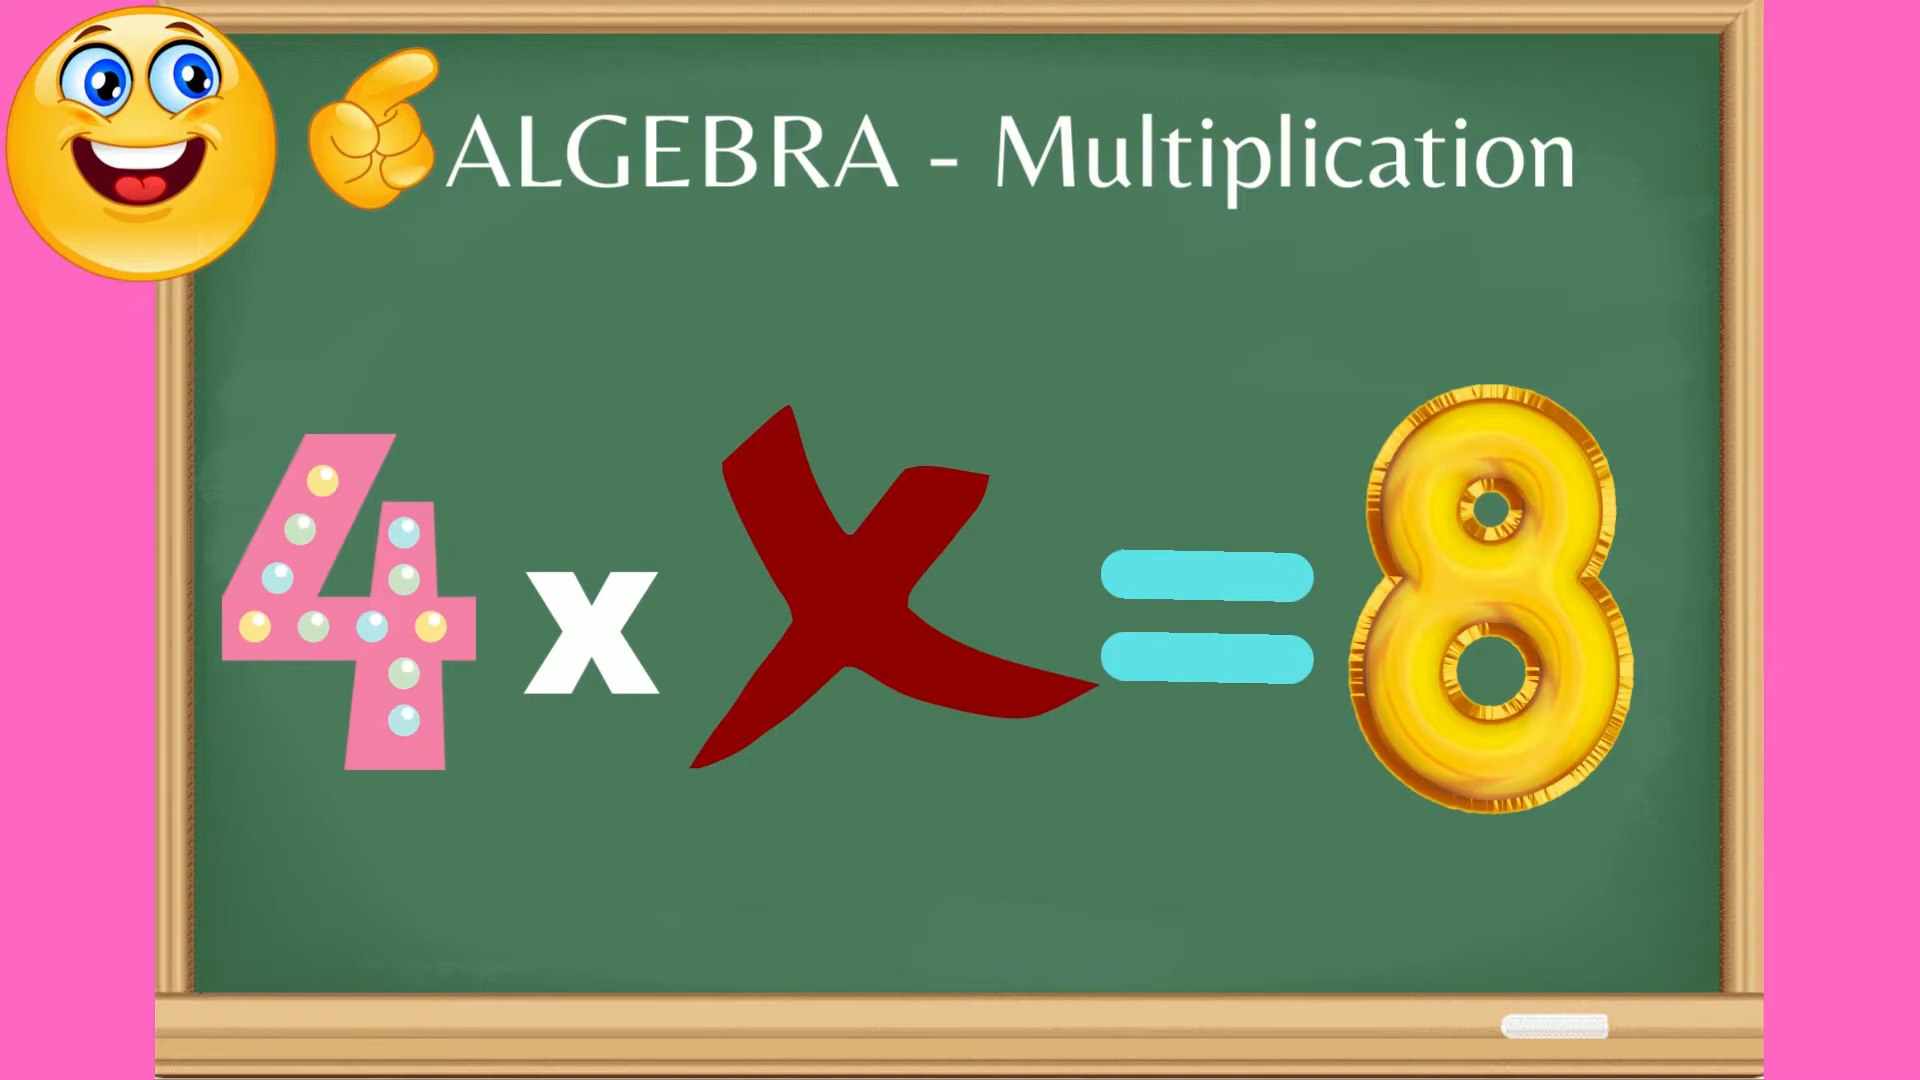 ALGEBRA - Multiplication
4 x x = 8